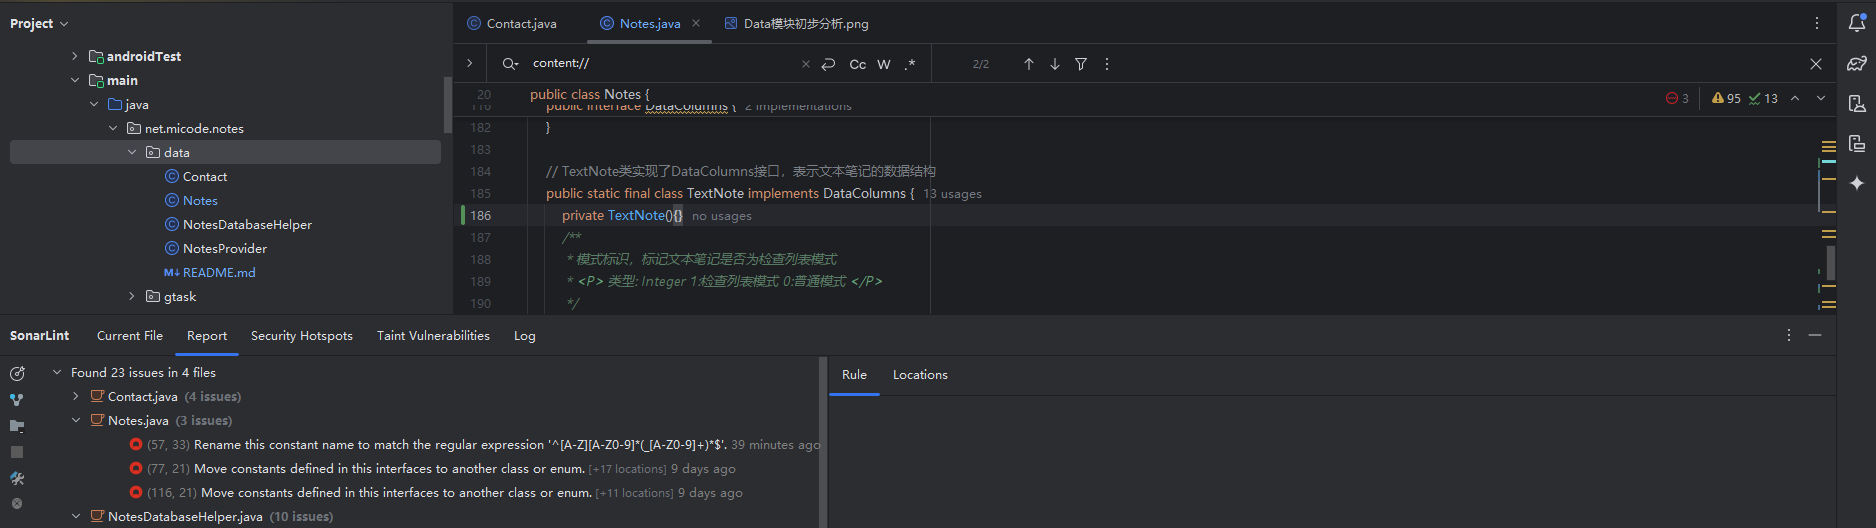 Project
androidTest
main
java
net.micode.notes
data
Contact
Notes
NotesDatabaseHelper
NotesProvider
M↓ README.md
gtask
Contact.java
Notes.java
Data模块初步分析.png
content://
Cc
W
.*
2/2
20 public class Notes {
116 public interface DataColumns { 2 implementations
3 95 13
182 }
183
184 // TextNote类实现了DataColumns接口，表示文本笔记的数据结构
185 public static final class TextNote implements DataColumns { 13 usages
186 private TextNote(){} no usages
187 /**
188 * 模式标识，标记文本笔记是否为检查列表模式
189 * <P> 类型: Integer 1:检查列表模式 0:普通模式 </P>
190 */
SonarLint
Current File
Report
Security Hotspots
Taint Vulnerabilities
Log
Found 23 issues in 4 files
Contact.java (4 issues)
Notes.java (3 issues)
(57, 33) Rename this constant name to match the regular expression '^[A-Z][A-Z0-9]*(_[A-Z0-9]+)*$'. 39 minutes ago
(77, 21) Move constants defined in this interfaces to another class or enum. [+17 locations] 9 days ago
(116, 21) Move constants defined in this interfaces to another class or enum. [+11 locations] 9 days ago
NotesDatabaseHelper.java (10 issues)
Rule
Locations